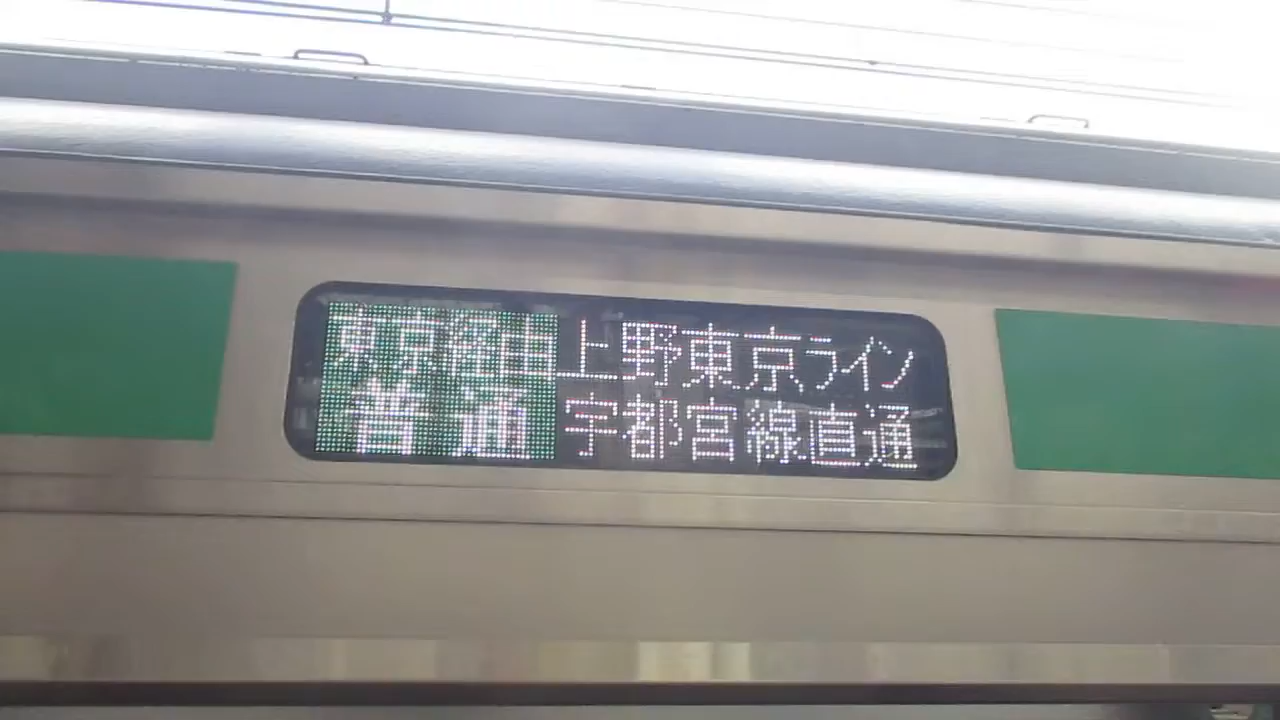 東京経由
普通
上野東京ライン
宇都宮線直通